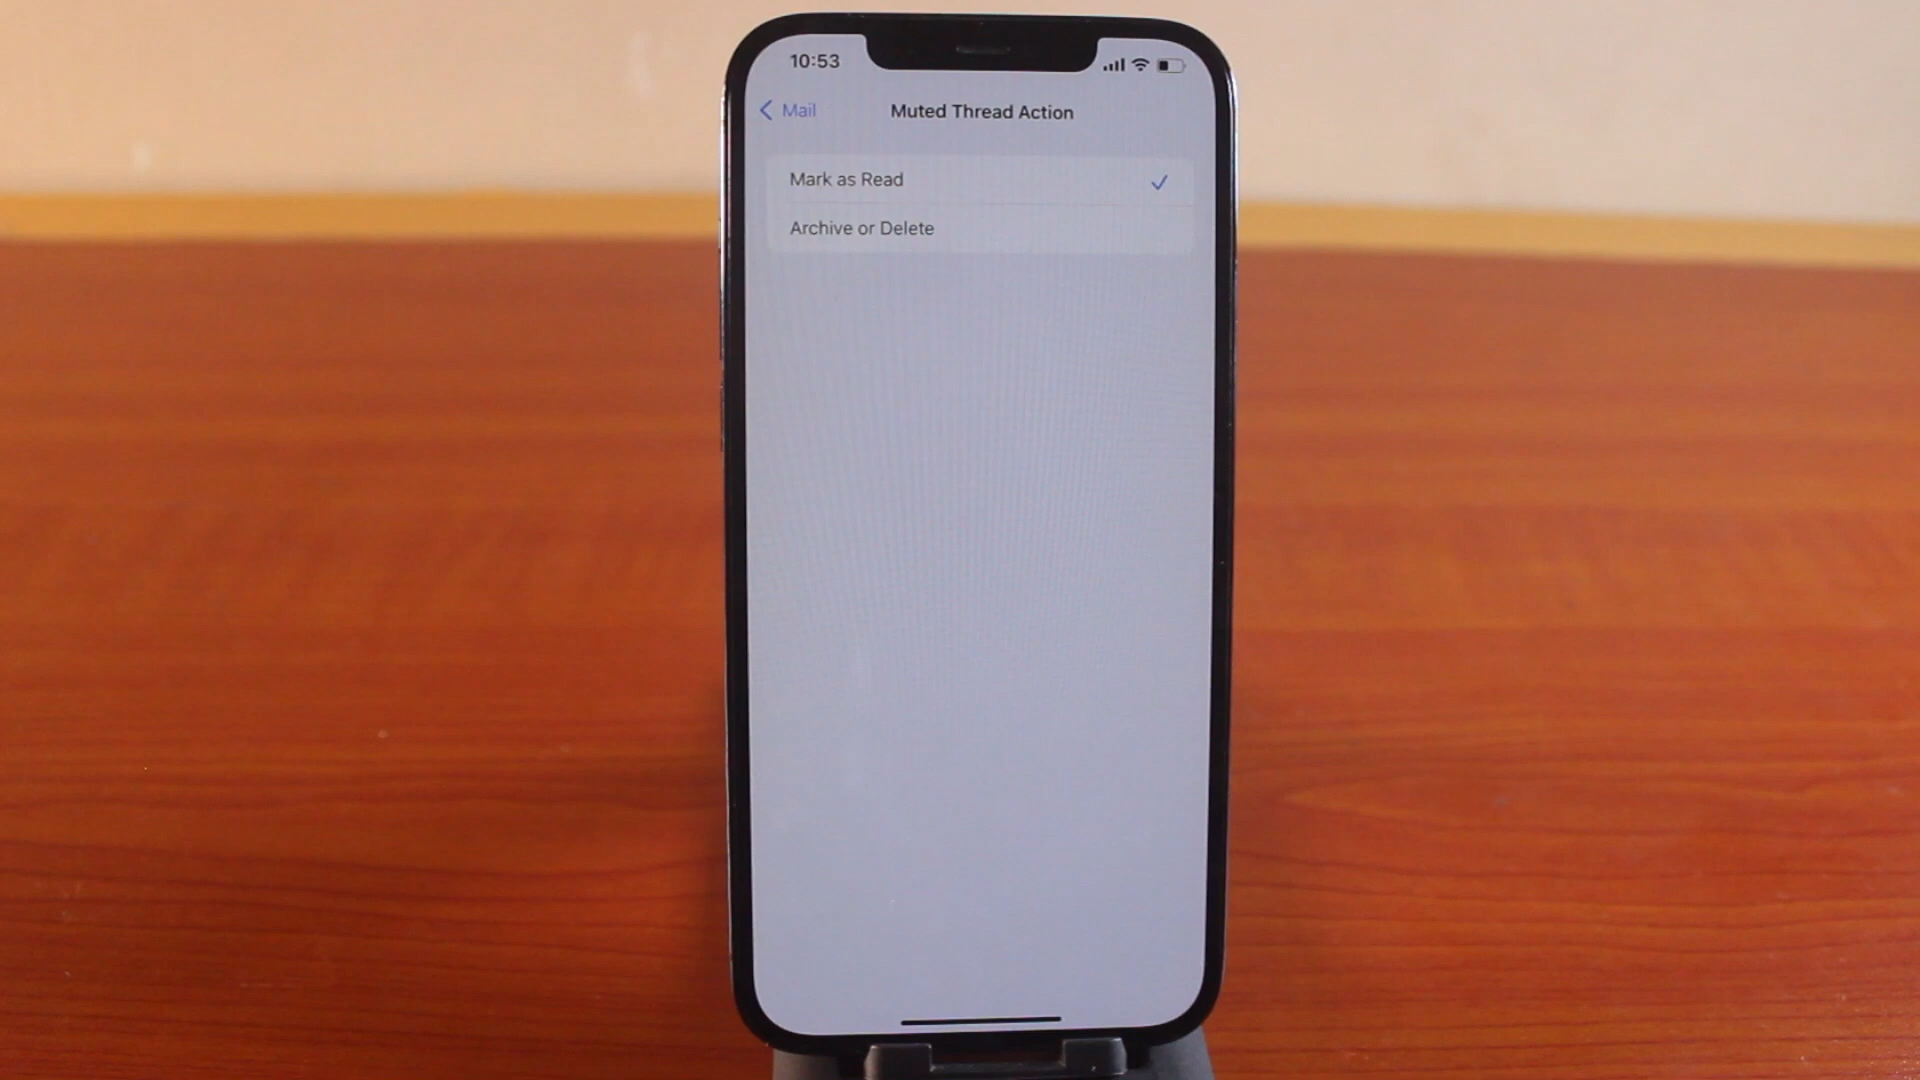 10:53
Mail
Muted Thread Action
Mark as Read
Archive or Delete